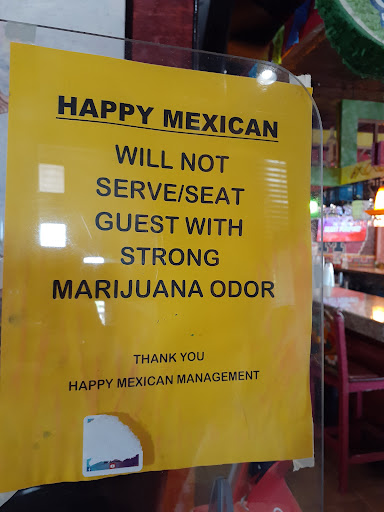 HAPPY MEXICAN
WILL NOT
SERVE/SEAT
GUEST WITH
STRONG
MARIJUANA ODOR
THANK YOU
HAPPY MEXICAN MANAGEMENT